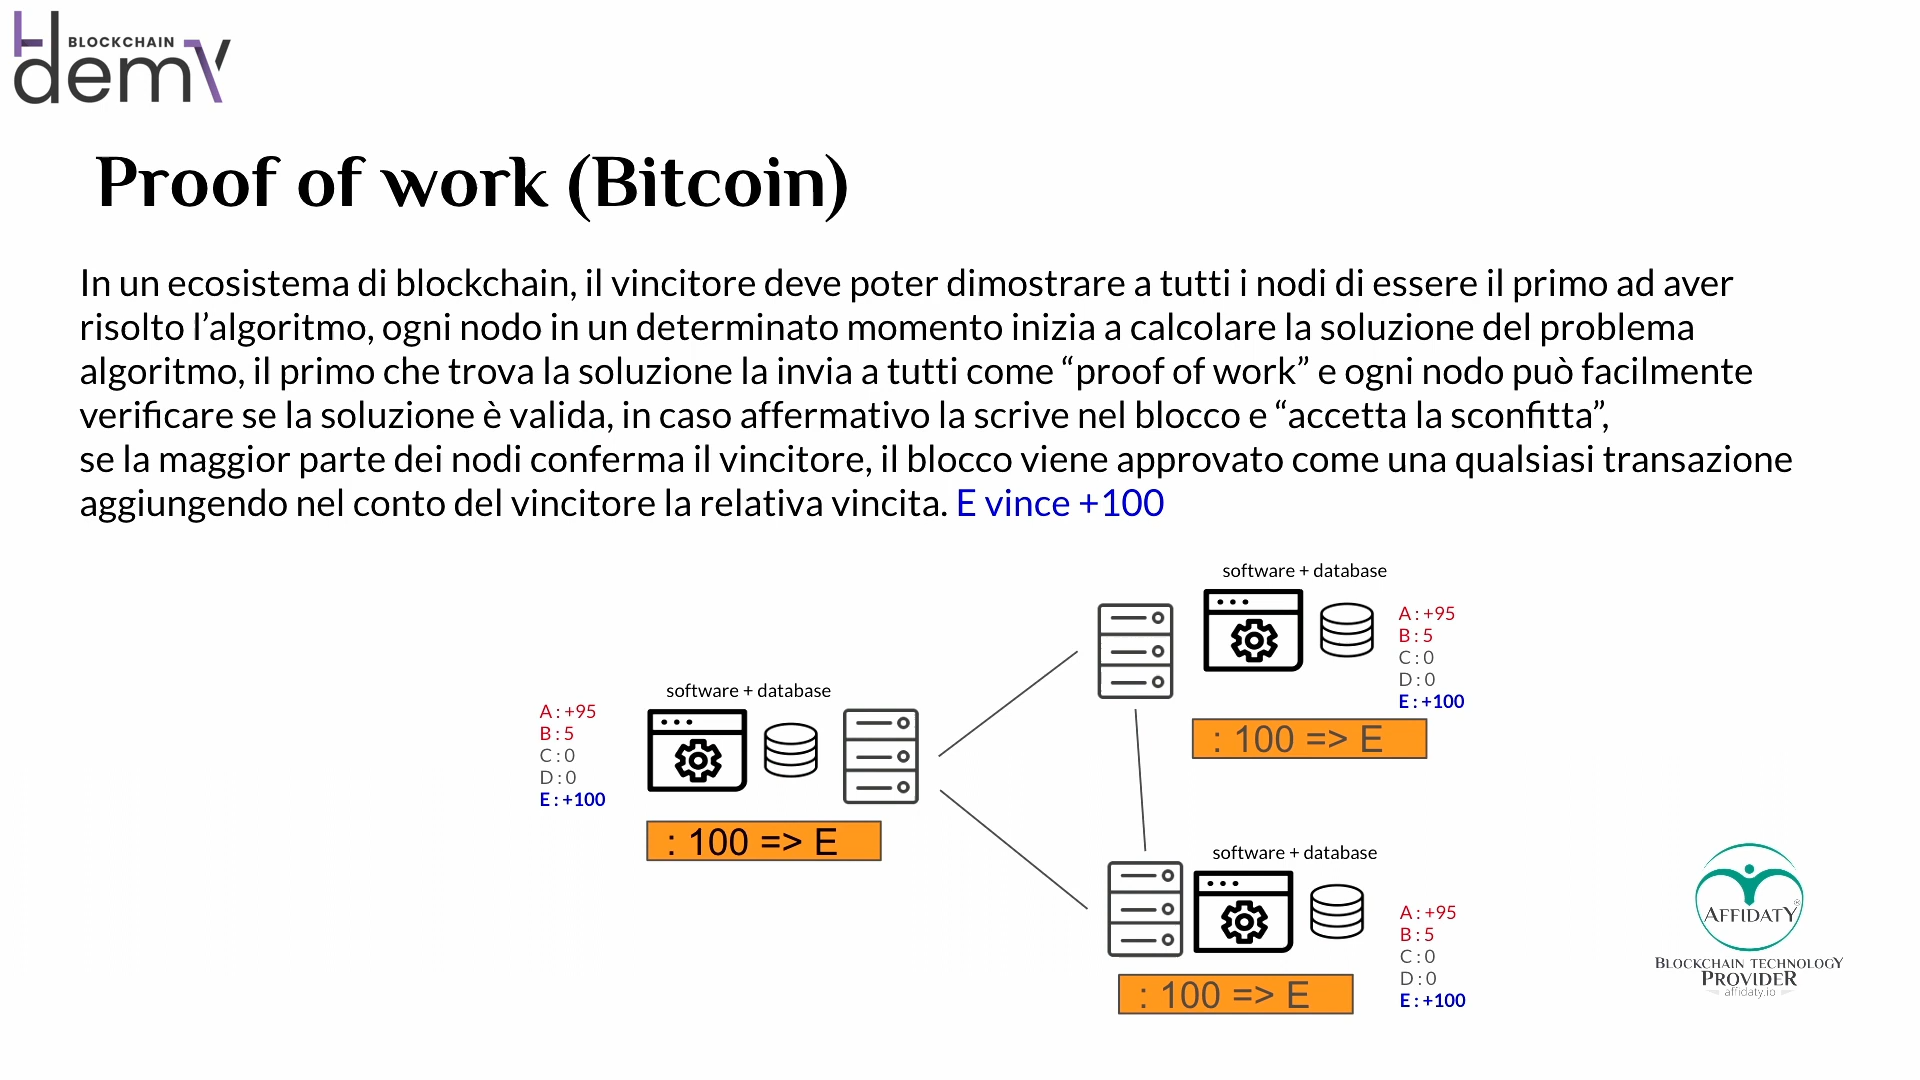 BLOCKCHAIN
demy
Proof of work (Bitcoin)
In un ecosistema di blockchain, il vincitore deve poter dimostrare a tutti i nodi di essere il primo ad aver
risolto l’algoritmo, ogni nodo in un determinato momento inizia a calcolare la soluzione del problema
algoritmo, il primo che trova la soluzione la invia a tutti come “proof of work” e ogni nodo può facilmente
verificare se la soluzione è valida, in caso affermativo la scrive nel blocco e “accetta la sconfitta”,
se la maggior parte dei nodi conferma il vincitore, il blocco viene approvato come una qualsiasi transazione
aggiungendo nel conto del vincitore la relativa vincita. E vince +100
software + database
A : +95
B : 5
C : 0
D : 0
E : +100
: 100 => E
software + database
A : +95
B : 5
C : 0
D : 0
E : +100
: 100 => E
software + database
A : +95
B : 5
C : 0
D : 0
E : +100
: 100 => E
AFFIDATY®
BLOCKCHAIN TECHNOLOGY
PROVIDER
affidaty.io